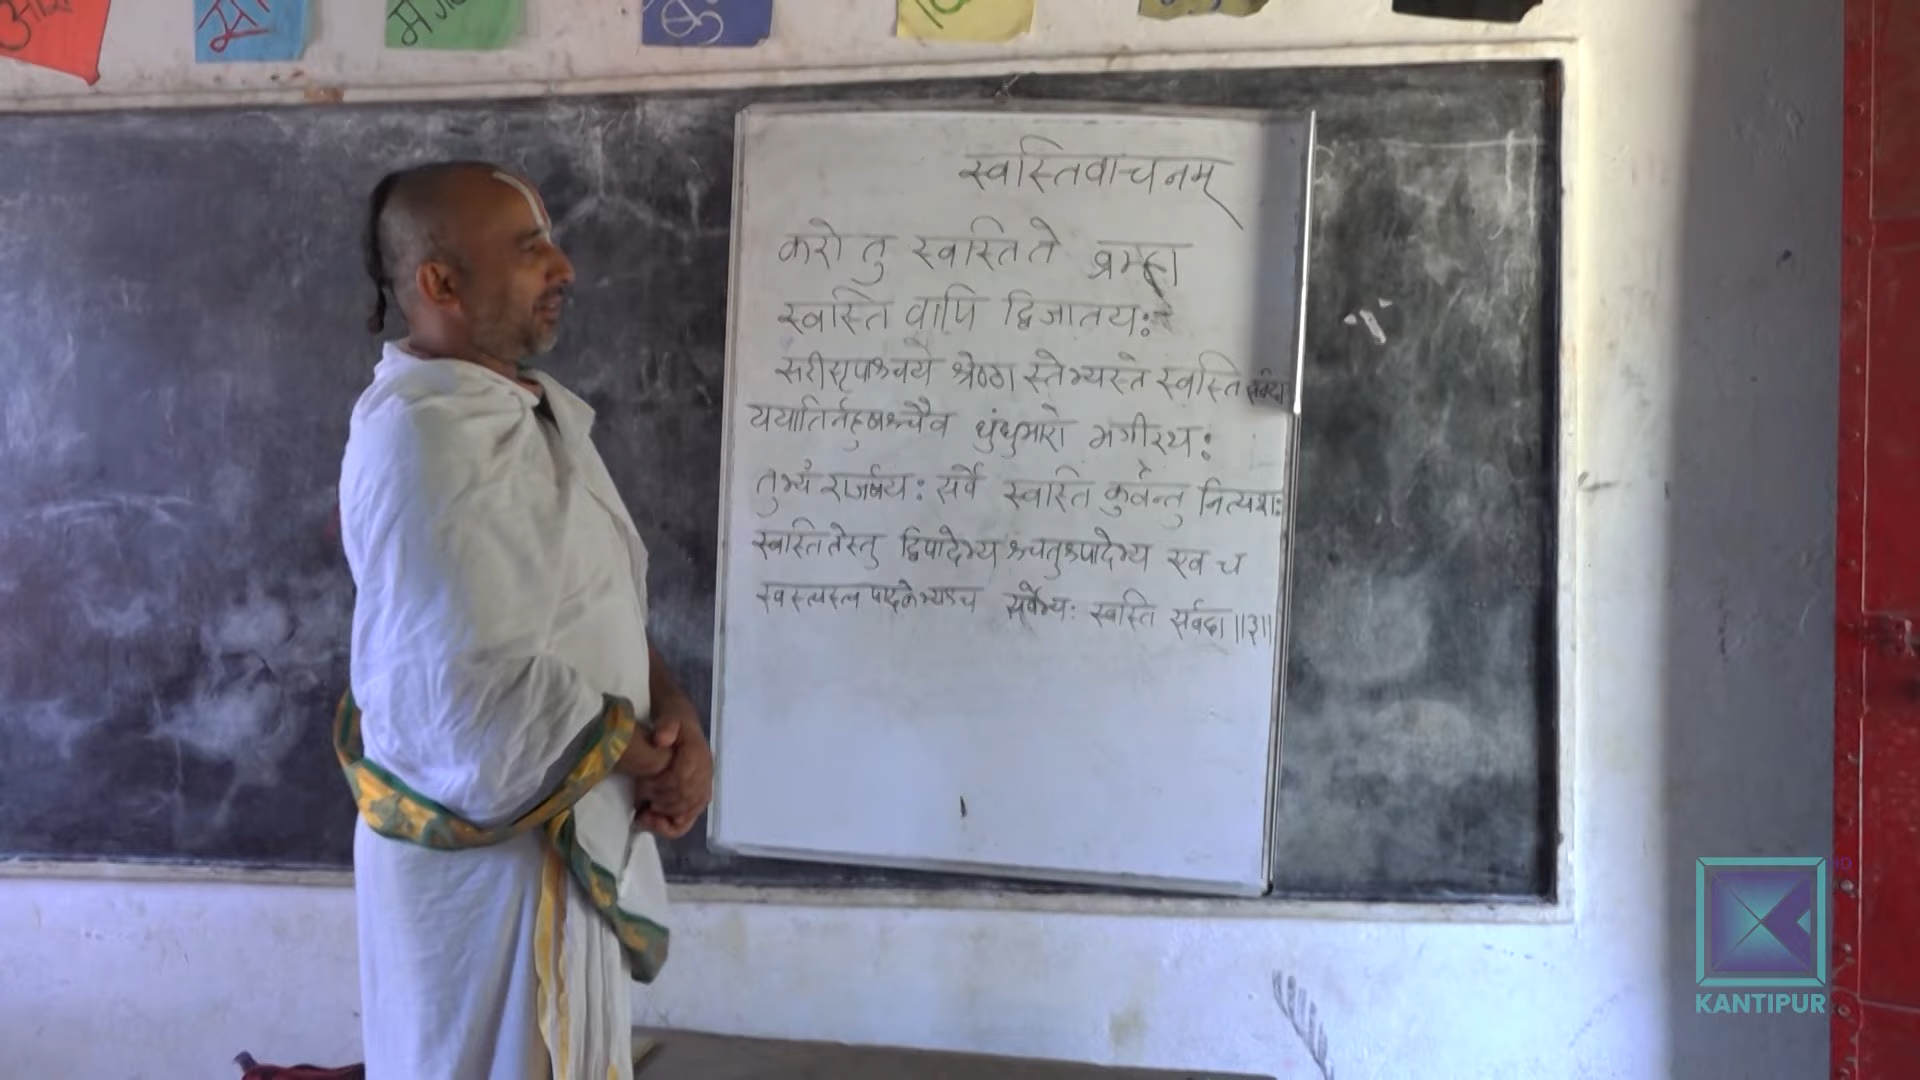 स्वस्तिवाचनम्
करोतु स्वस्ति ते
स्वस्ति वापि द्विजातयः
सरीसृपाश्चये श्रेष्ठा स्तेभ्यस्ते स्वस्ति
ययातिर्नहुषश्चैव धुंधुमारो भगीरथः
तुभ्यं राजर्षयः सर्वे स्वस्ति कुर्वन्तु नित्यशः
स्वस्ति तेस्तु द्विपादेभ्य श्चतुश्पादेभ्य एव च
सर्वेभ्यः स्वस्ति सर्वदा ॥३॥
KANTIPUR